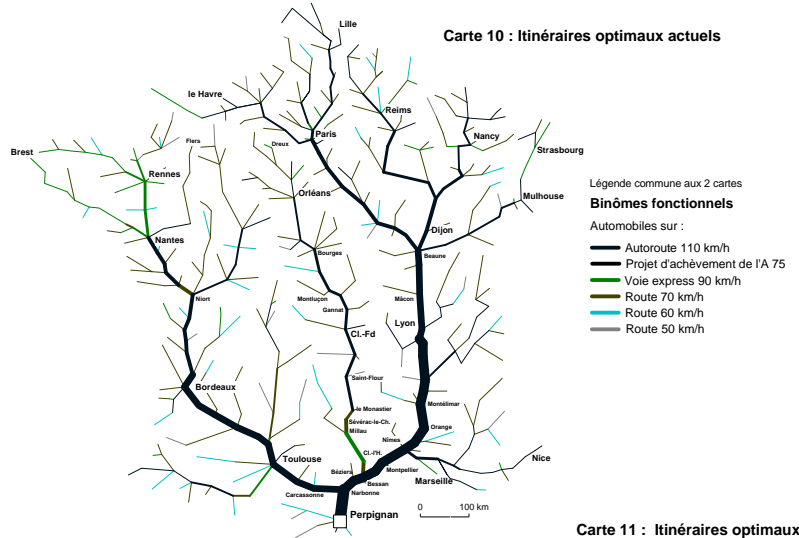 Carte 10 : Itinéraires optimaux actuels
Lille
le Havre
Reims
Paris
Nancy
Flers
Dreux
Strasbourg
Brest
Rennes
Orléans
Mulhouse
Légende commune aux 2 cartes
Binômes fonctionnels
Automobiles sur :
Autoroute 110 km/h
Projet d'achèvement de l'A 75
Voie express 90 km/h
Route 70 km/h
Route 60 km/h
Route 50 km/h
Nantes
Dijon
Bourges
Beaune
Niort
Montluçon
Mâcon
Gannat
Lyon
Cl.-Fd
Saint-Flour
Bordeaux
Montélimar
le Monastier
Sévérac-le-Ch.
Millau
Orange
Nîmes
Cl.-l'H.
Toulouse
Nice
Béziers
Montpellier
Bessan
Marseille
Carcassonne
Narbonne
Perpignan
0 100 km
Carte 11 : Itinéraires optimaux